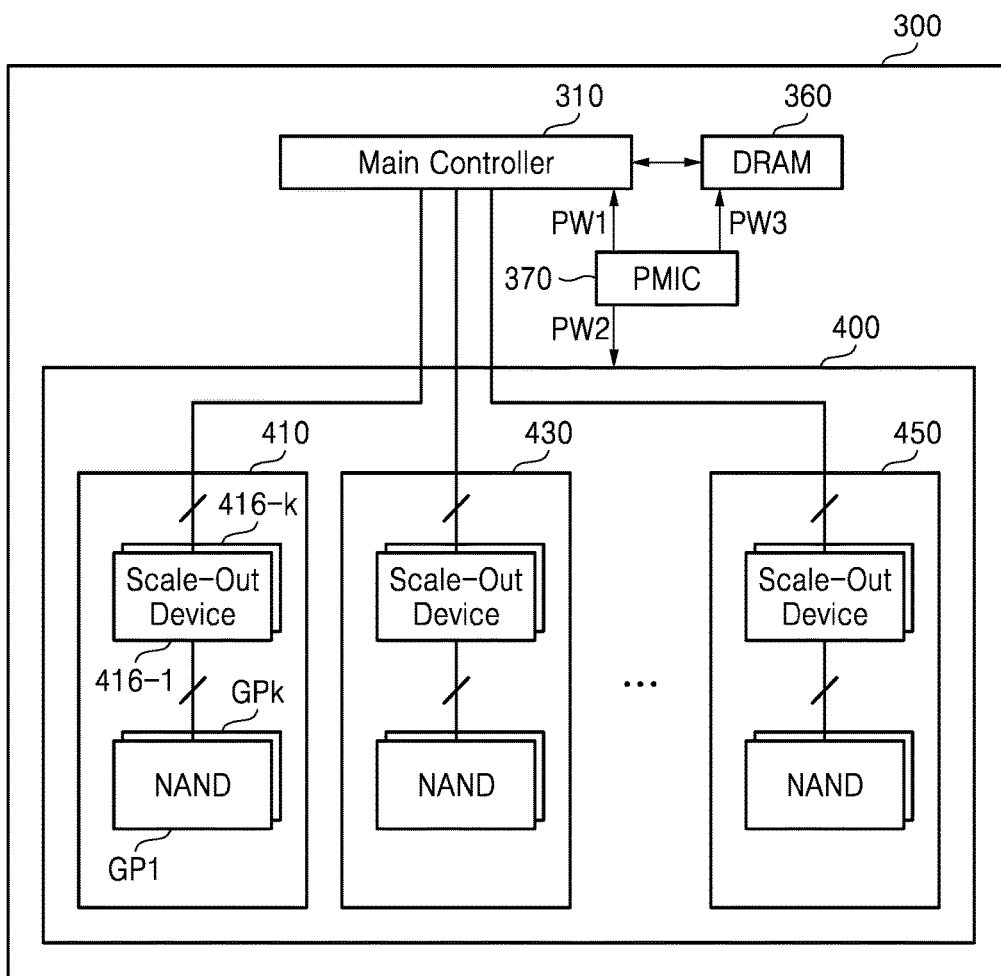 300
310
360
Main Controller
DRAM
PW1
PW3
370
PMIC
PW2
400
410
430
450
416-k
Scale-Out
Device
Scale-Out
Device
Scale-Out
Device
416-1
GPk
...
NAND
NAND
NAND
GP1